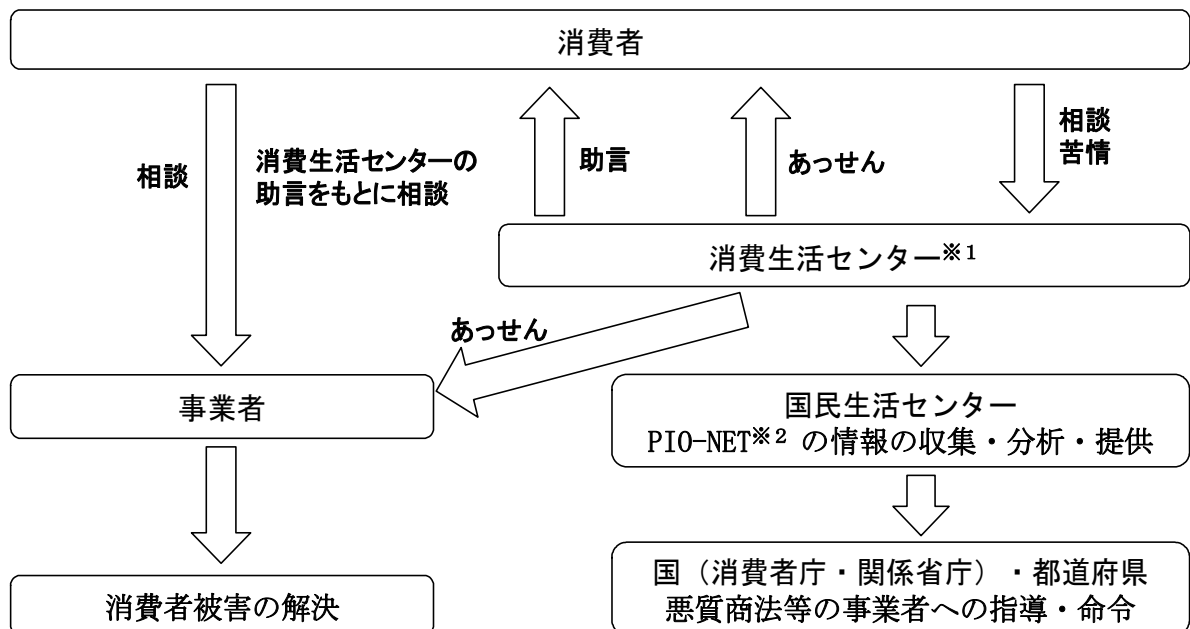 消費者
相談
消費生活センターの
助言をもとに相談
助言
あっせん
相談
苦情
消費生活センター※1
あっせん
事業者
国民生活センター
PIO-NET※2 の情報の収集・分析・提供
消費者被害の解決
国(消費者庁・関係省庁)・都道府県
悪質商法等の事業者への指導・命令